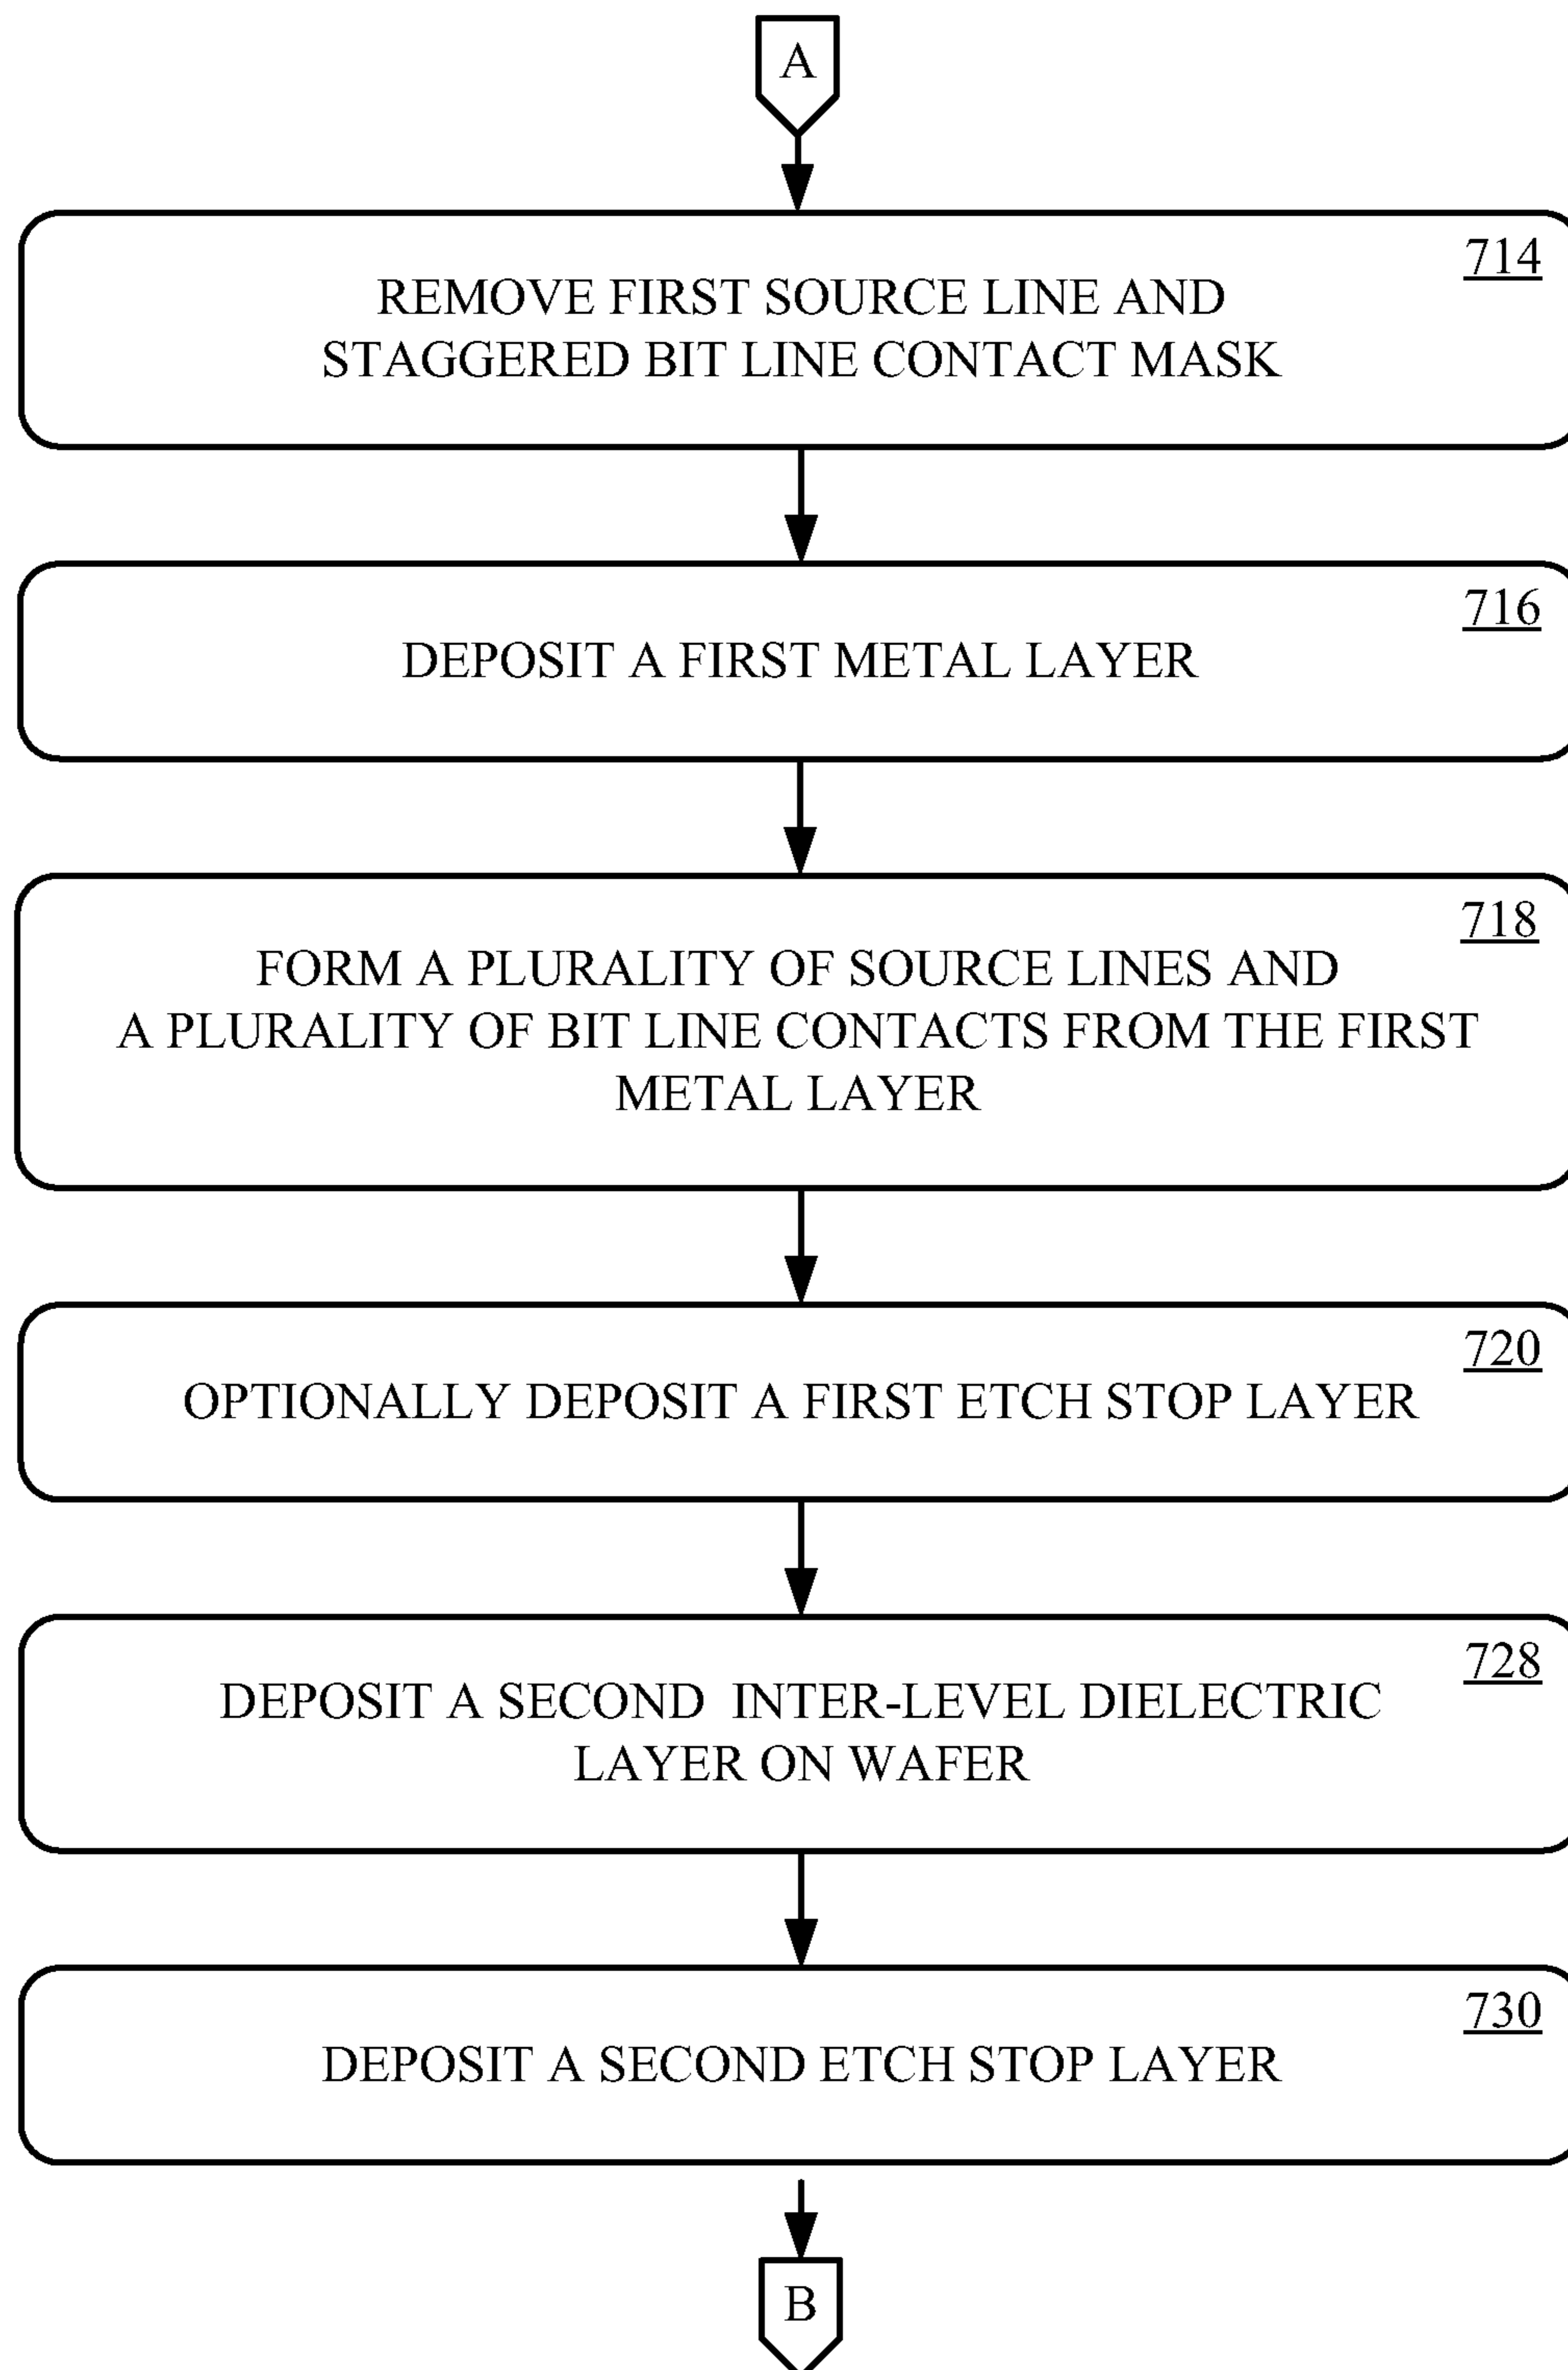 A
714
REMOVE FIRST SOURCE LINE AND
STAGGERED BIT LINE CONTACT MASK
716
DEPOSIT A FIRST METAL LAYER
718
FORM A PLURALITY OF SOURCE LINES AND
A PLURALITY OF BIT LINE CONTACTS FROM THE FIRST
METAL LAYER
720
OPTIONALLY DEPOSIT A FIRST ETCH STOP LAYER
728
DEPOSIT A SECOND INTER-LEVEL DIELECTRIC
LAYER ON WAFER
730
DEPOSIT A SECOND ETCH STOP LAYER
B